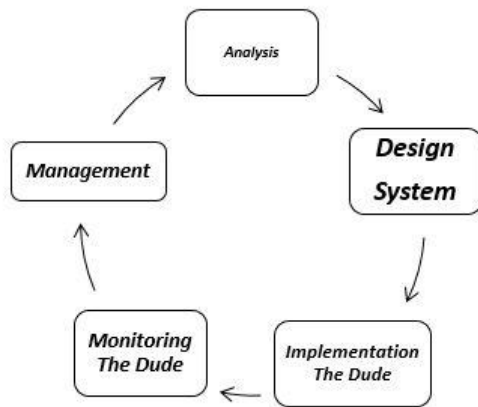 Analysis
Design
System
Management
Monitoring
The Dude
Implementation
The Dude